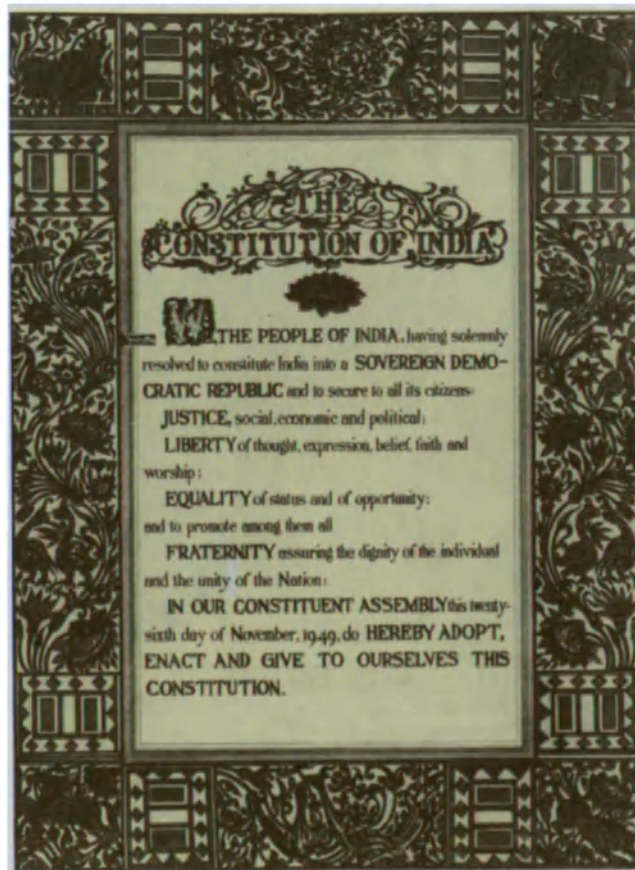 THE
CONSTITUTION OF INDIA
WE, THE PEOPLE OF INDIA, having solemnly
resolved to constitute India into a SOVEREIGN DEMO-
CRATIC REPUBLIC and to secure to all its citizens:
JUSTICE, social, economic and political;
LIBERTY of thought, expression, belief, faith and
worship;
EQUALITY of status and of opportunity;
and to promote among them all
FRATERNITY assuring the dignity of the individual
and the unity of the Nation;
IN OUR CONSTITUENT ASSEMBLY this twenty-
sixth day of November, 1949, do HEREBY ADOPT,
ENACT AND GIVE TO OURSELVES THIS
CONSTITUTION.